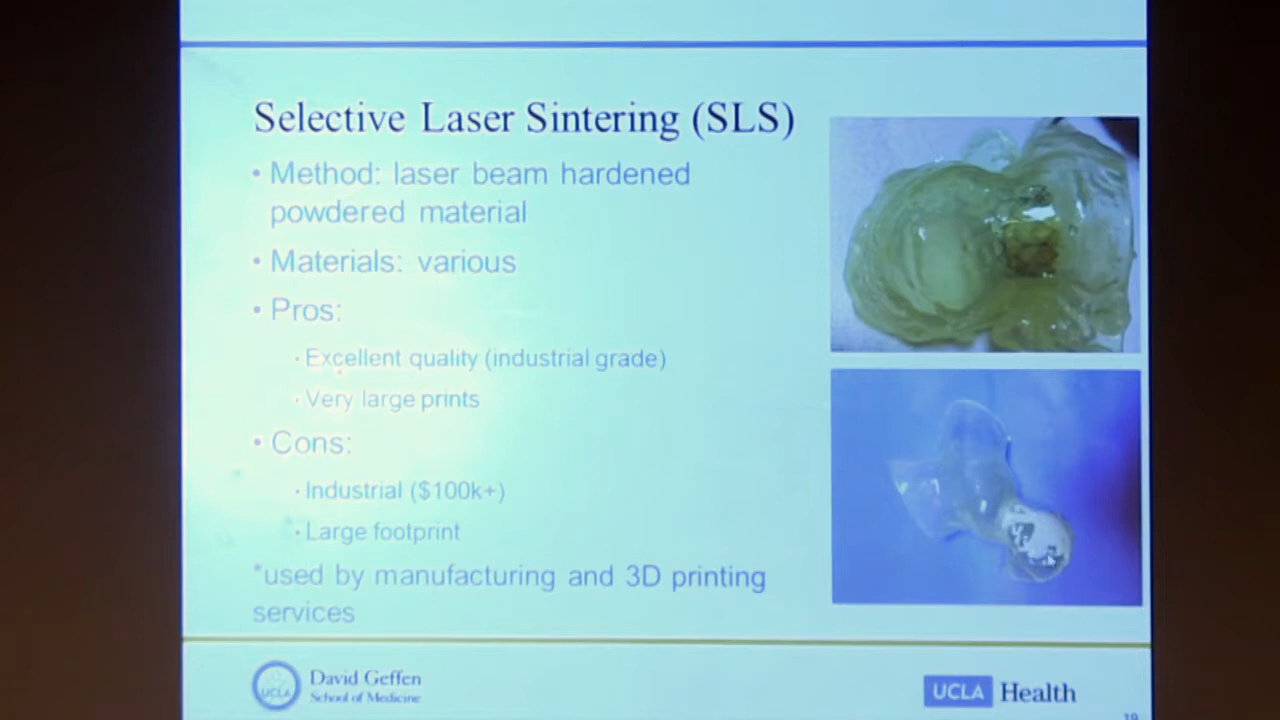 Selective Laser Sintering (SLS)
• Method: laser beam hardened
powdered material
• Materials: various
• Pros:
· Excellent quality (industrial grade)
· Very large prints
• Cons:
· Industrial ($100k+)
· Large footprint
*used by manufacturing and 3D printing
services
UCLA
David Geffen
School of Medicine
UCLA Health
19